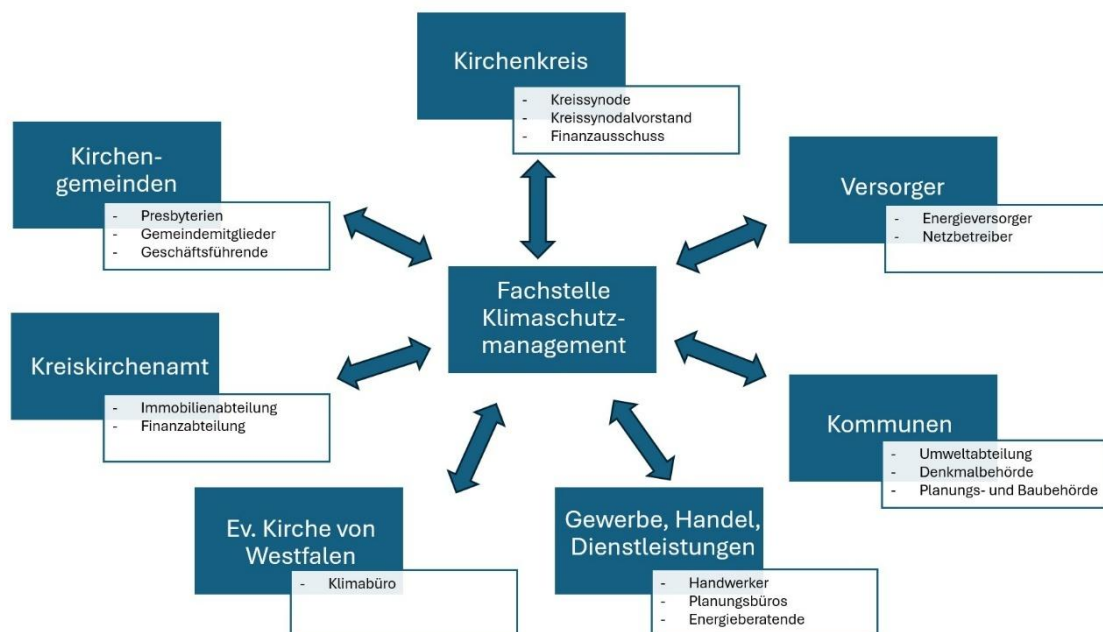 Kirchenkreis
- Kreissynode
- Kreissynodalvorstand
- Finanzausschuss
Kirchen-
gemeinden
- Presbyterien
- Gemeindemitglieder
- Geschäftsführende
Versorger
- Energieversorger
- Netzbetreiber
Fachstelle
Klimaschutz-
management
Kreiskirchenamt
- Immobilienabteilung
- Finanzabteilung
Kommunen
- Umweltabteilung
- Denkmalbehörde
- Planungs- und Baubehörde
Ev. Kirche von
Westfalen
- Klimabüro
Gewerbe, Handel,
Dienstleistungen
- Handwerker
- Planungsbüros
- Energieberatende